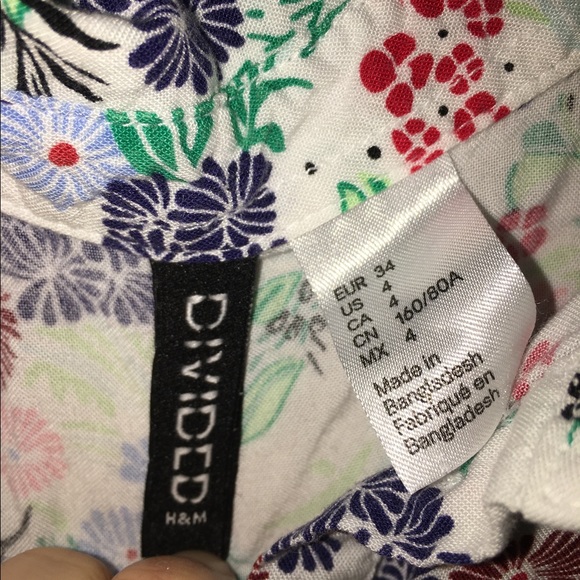 DIVIDED
H&M
EUR 34
US 4
CA 4
CN 160/80A
MX 4
Made in
Bangladesh
Fabriqué en
Bangladesh